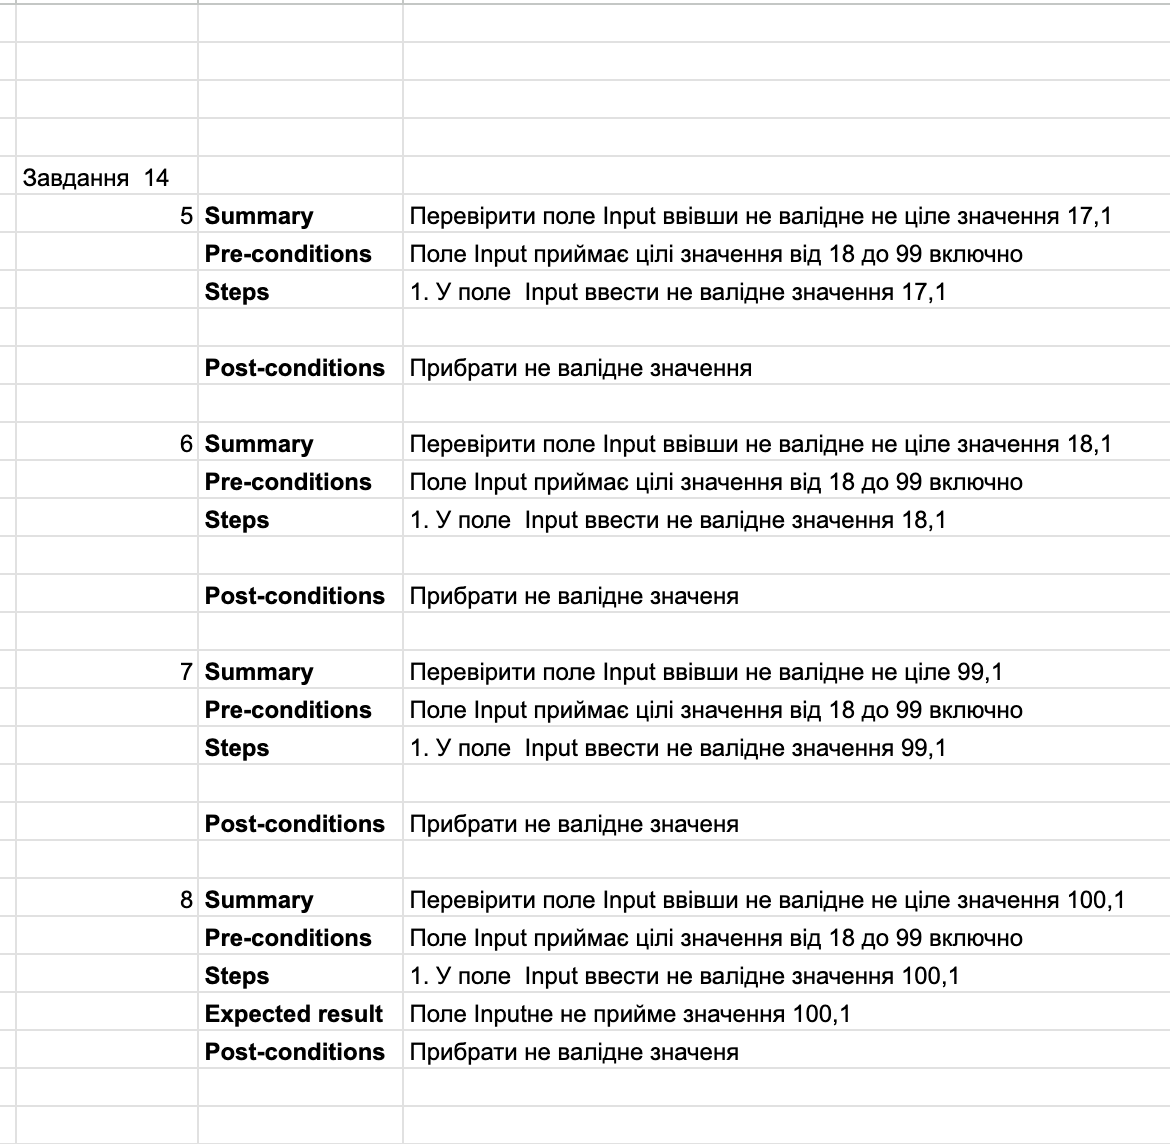 Завдання  14
5 Summary Перевірити поле Input ввівши не валідне не ціле значення 17,1
Pre-conditions Поле Input приймає цілі значення від 18 до 99 включно
Steps 1. У поле  Input ввести не валідне значення 17,1
Post-conditions Прибрати не валідне значення
6 Summary Перевірити поле Input ввівши не валідне не ціле значення 18,1
Pre-conditions Поле Input приймає цілі значення від 18 до 99 включно
Steps 1. У поле  Input ввести не валідне значення 18,1
Post-conditions Прибрати не валідне значеня
7 Summary Перевірити поле Input ввівши не валідне не ціле 99,1
Pre-conditions Поле Input приймає цілі значення від 18 до 99 включно
Steps 1. У поле  Input ввести не валідне значення 99,1
Post-conditions Прибрати не валідне значеня
8 Summary Перевірити поле Input ввівши не валідне не ціле значення 100,1
Pre-conditions Поле Input приймає цілі значення від 18 до 99 включно
Steps 1. У поле  Input ввести не валідне значення 100,1
Expected result Поле Inputне не прийме значення 100,1
Post-conditions Прибрати не валідне значеня